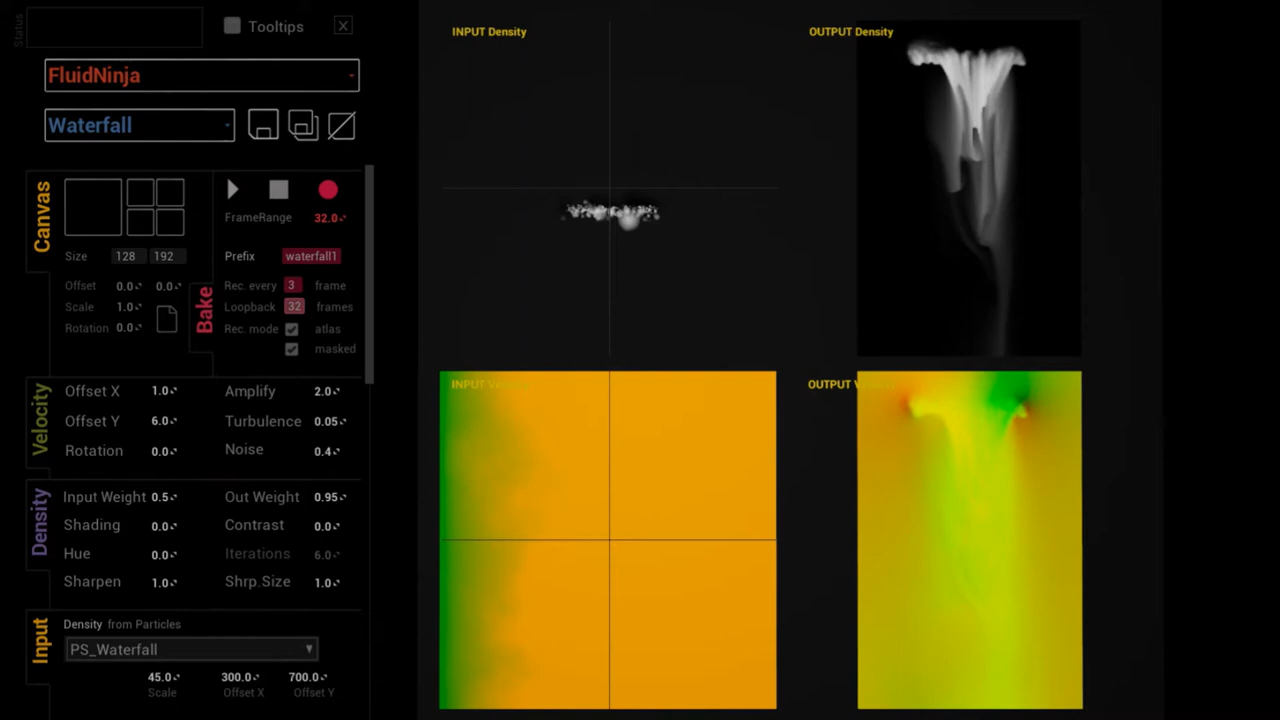 Status
Tooltips
X
FluidNinja
Waterfall
Canvas
Size 128 192
Offset 0.0 0.0
Scale 1.0
Rotation 0.0
Bake
FrameRange 32.0
Prefix waterfall1
Rec. every 3 frame
Loopback 32 frames
Rec. mode atlas
masked
Velocity
Offset X 1.0 Amplify 2.0
Offset Y 6.0 Turbulence 0.05
Rotation 0.0 Noise 0.4
Density
Input Weight 0.5 Out Weight 0.95
Shading 0.0 Contrast 0.0
Hue 0.0 Iterations 6.0
Sharpen 1.0 Shrp.Size 1.0
Input
Density from Particles
PS_Waterfall
45.0 300.0 700.0
Scale Offset X Offset Y
INPUT Density
OUTPUT Density
INPUT Velocity
OUTPUT